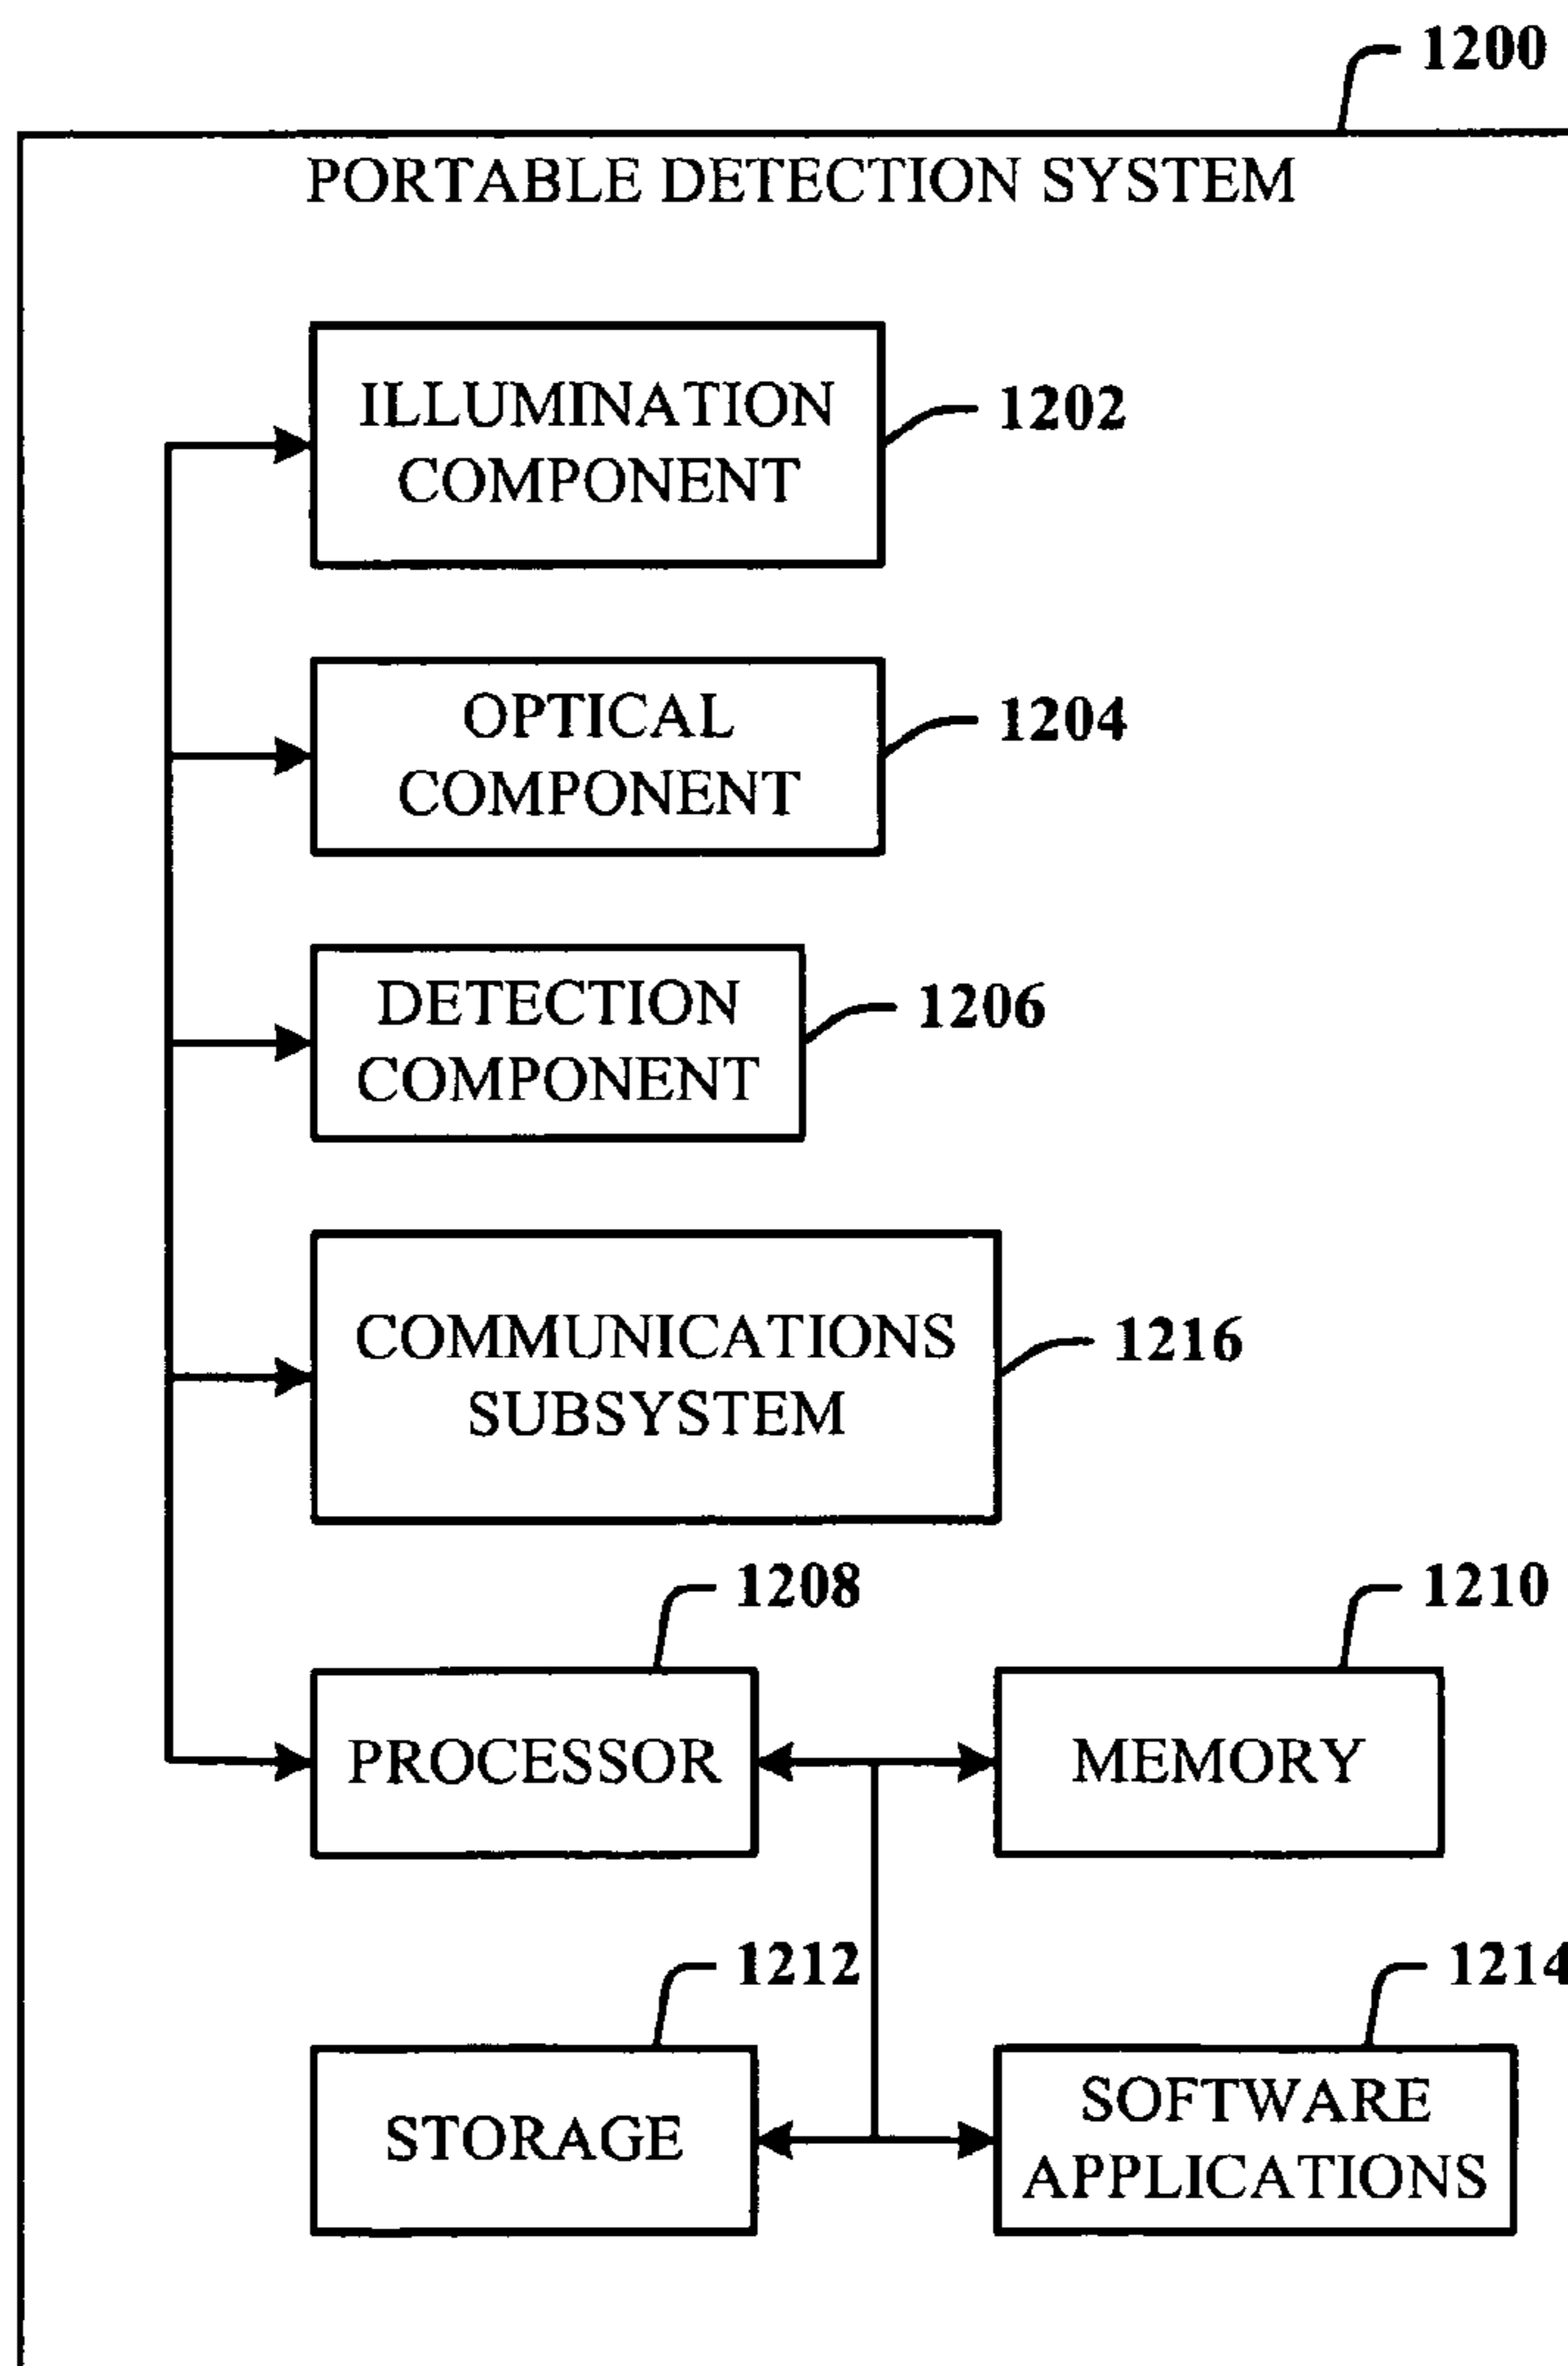 1200
PORTABLE DETECTION SYSTEM
ILLUMINATION
COMPONENT
1202
OPTICAL
COMPONENT
1204
DETECTION
COMPONENT
1206
COMMUNICATIONS
SUBSYSTEM
1216
1208
PROCESSOR
1210
MEMORY
1212
STORAGE
1214
SOFTWARE
APPLICATIONS